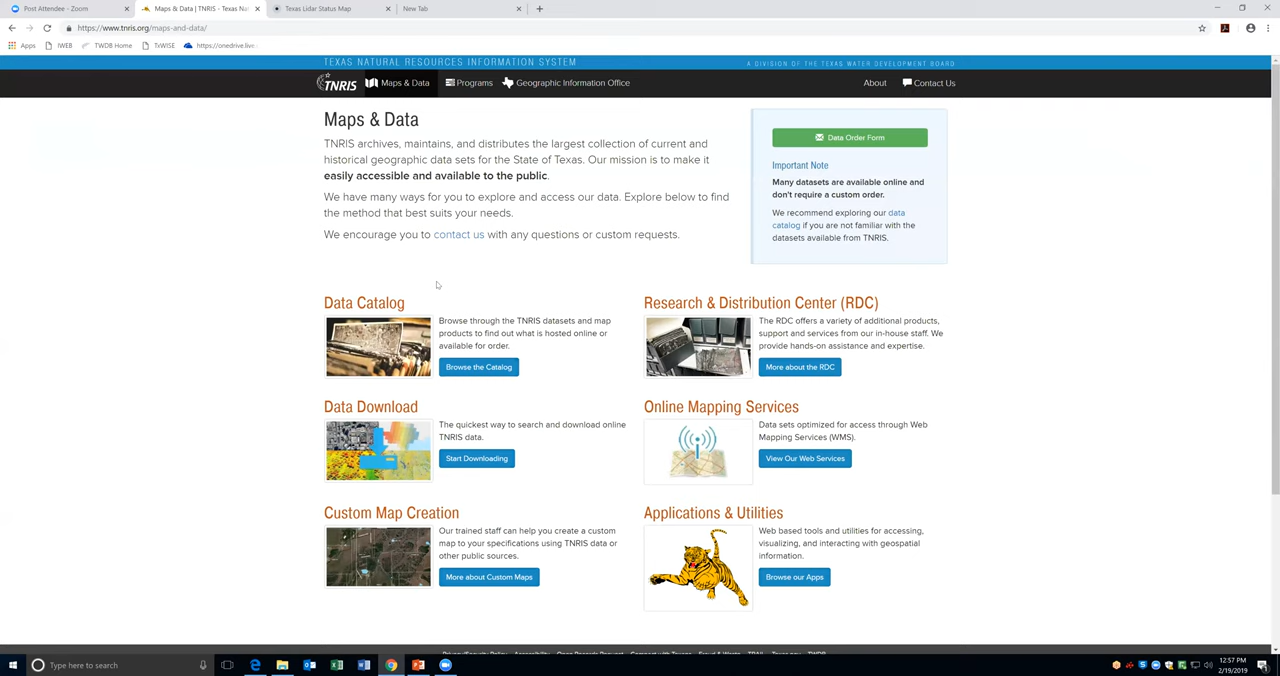 Post Attendee - Zoom
Maps & Data | TNRIS - Texas Nat
Texas Lidar Status Map
New Tab
https://www.tnris.org/maps-and-data/
Apps
IWEB
TWDB Home
TxWISE
https://onedrive.live
TEXAS NATURAL RESOURCES INFORMATION SYSTEM
A DIVISION OF THE TEXAS WATER DEVELOPMENT BOARD
TNRIS
Maps & Data
Programs
Geographic Information Office
About
Contact Us
Maps & Data
TNRIS archives, maintains, and distributes the largest collection of current and
historical geographic data sets for the State of Texas. Our mission is to make it
easily accessible and available to the public.
We have many ways for you to explore and access our data. Explore below to find
the method that best suits your needs.
We encourage you to contact us with any questions or custom requests.
Data Order Form
Important Note
Many datasets are available online and
don't require a custom order.
We recommend exploring our data
catalog if you are not familiar with the
datasets available from TNRIS.
Data Catalog
Browse through the TNRIS datasets and map
products to find out what is hosted online or
available for order.
Browse the Catalog
Research & Distribution Center (RDC)
The RDC offers a variety of additional products,
support and services from our in-house staff. We
provide hands-on assistance and expertise.
More about the RDC
Data Download
The quickest way to search and download online
TNRIS data.
Start Downloading
Online Mapping Services
Data sets optimized for access through Web
Mapping Services (WMS).
View Our Web Services
Custom Map Creation
Our trained staff can help you create a custom
map to your specifications using TNRIS data or
other public sources.
More about Custom Maps
Applications & Utilities
Web based tools and utilities for accessing,
visualizing, and interacting with geospatial
information.
Browse our Apps
Type here to search
12:57 PM
2/19/2019